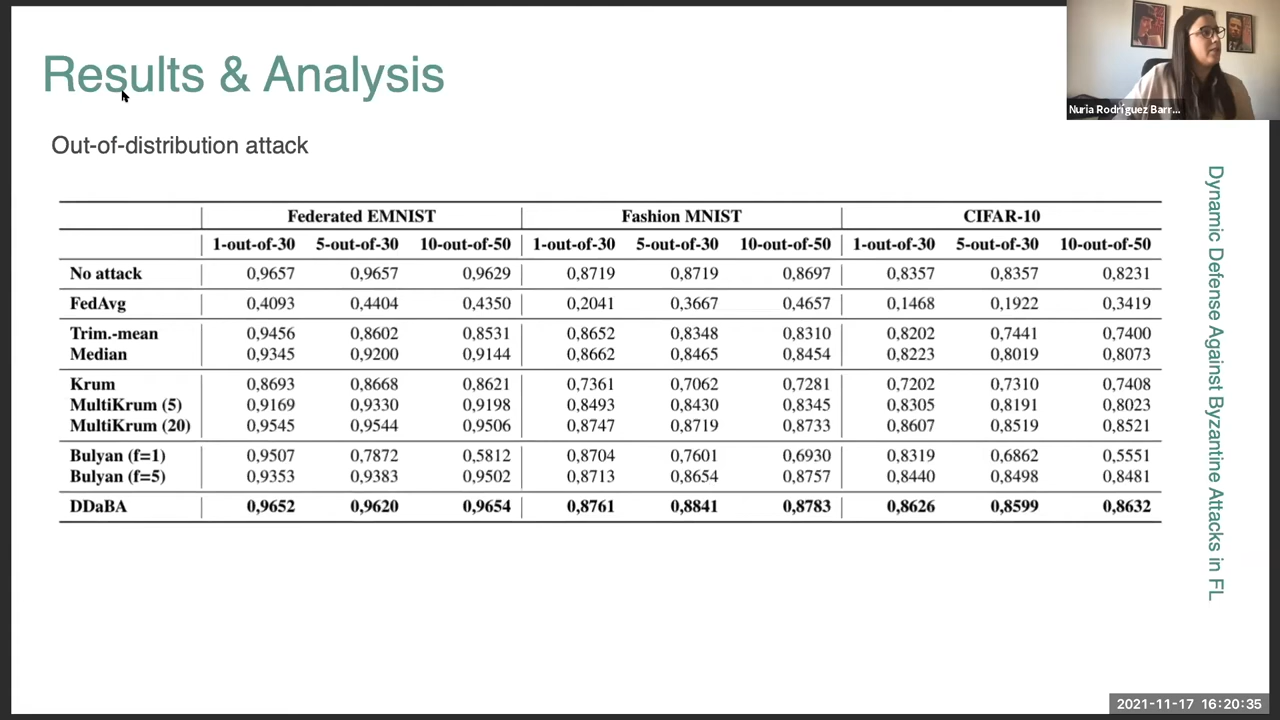 Results & Analysis
Nuria Rodríguez Barr...
Out-of-distribution attack
Federated EMNIST Fashion MNIST CIFAR-10
1-out-of-30 5-out-of-30 10-out-of-50 1-out-of-30 5-out-of-30 10-out-of-50 1-out-of-30 5-out-of-30 10-out-of-50
No attack 0,9657 0,9657 0,9629 0,8719 0,8719 0,8697 0,8357 0,8357 0,8231
FedAvg 0,4093 0,4404 0,4350 0,2041 0,3667 0,4657 0,1468 0,1922 0,3419
Trim.-mean 0,9456 0,8602 0,8531 0,8652 0,8348 0,8310 0,8202 0,7441 0,7400
Median 0,9345 0,9200 0,9144 0,8662 0,8465 0,8454 0,8223 0,8019 0,8073
Krum 0,8693 0,8668 0,8621 0,7361 0,7062 0,7281 0,7202 0,7310 0,7408
MultiKrum (5) 0,9169 0,9330 0,9198 0,8493 0,8430 0,8345 0,8305 0,8191 0,8023
MultiKrum (20) 0,9545 0,9544 0,9506 0,8747 0,8719 0,8733 0,8607 0,8519 0,8521
Bulyan (f=1) 0,9507 0,7872 0,5812 0,8704 0,7601 0,6930 0,8319 0,6862 0,5551
Bulyan (f=5) 0,9353 0,9383 0,9502 0,8713 0,8654 0,8757 0,8440 0,8498 0,8481
DDaBA 0,9652 0,9620 0,9654 0,8761 0,8841 0,8783 0,8626 0,8599 0,8632
Dynamic Defense Against Byzantine Attacks in FL
2021-11-17 16:20:35